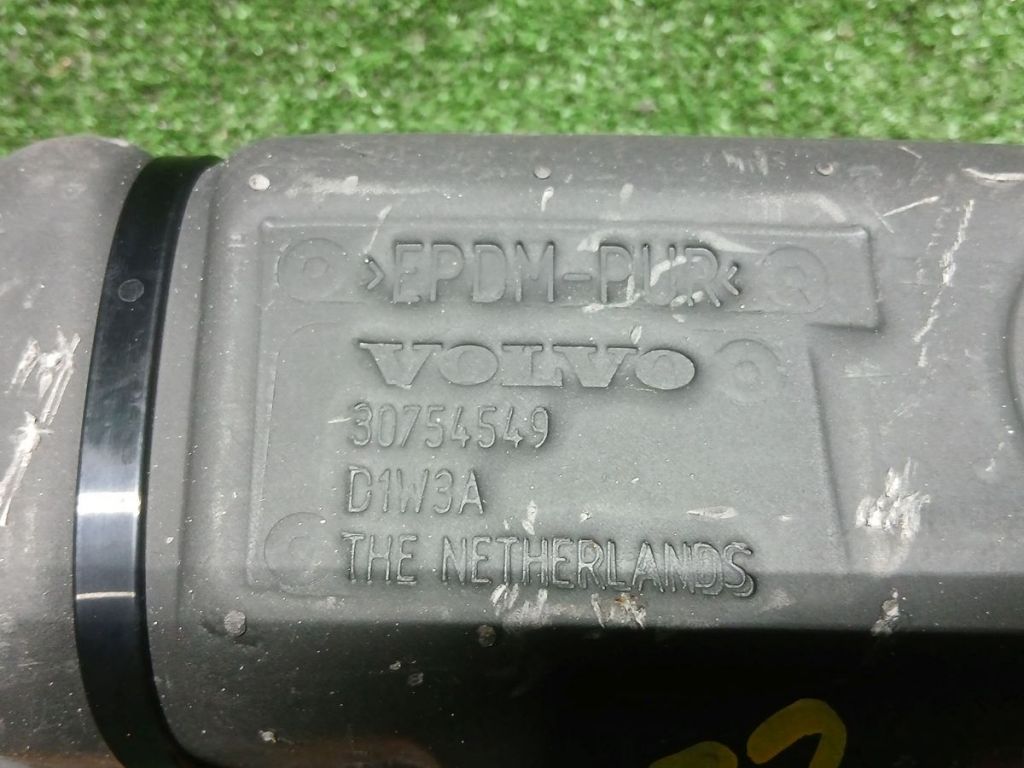 >EPDM-PUR<
VOLVO
30754549
D1W3A
THE NETHERLANDS